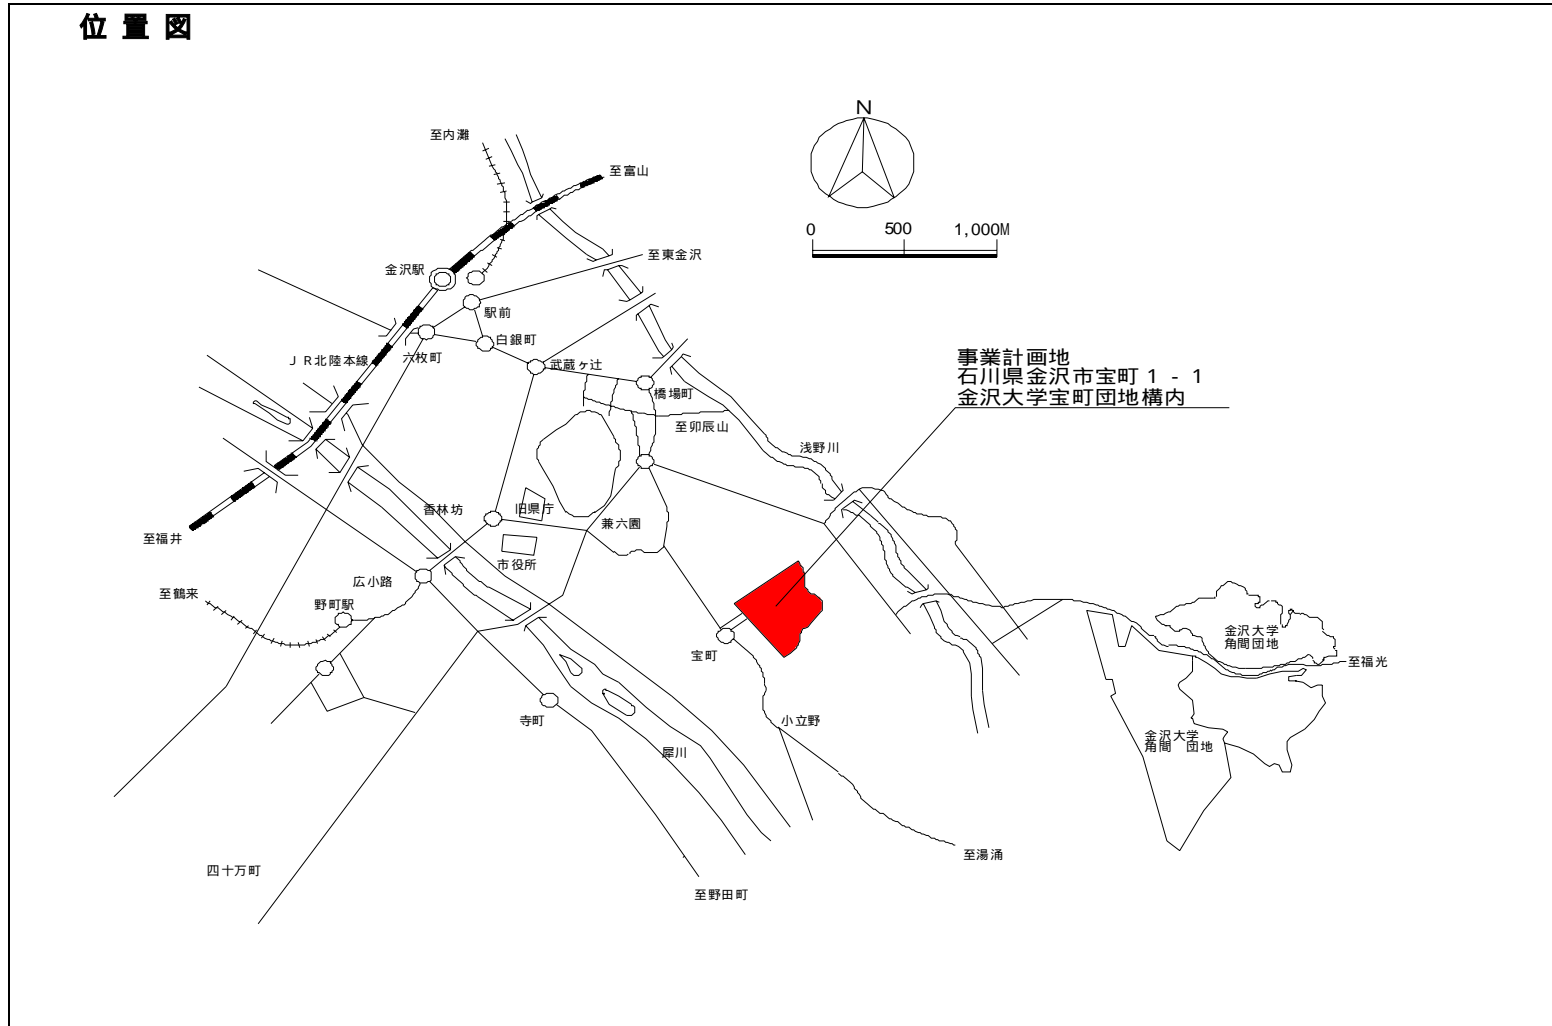 位置図
N
0 500 1,000M
至内灘
至富山
至東金沢
金沢駅
駅前
白銀町
ＪＲ北陸本線
六枚町
武蔵ヶ辻
橋場町
至卯辰山
事業計画地
石川県金沢市宝町１－１
金沢大学宝町団地構内
浅野川
香林坊
旧県庁
兼六園
至福井
市役所
広小路
至鶴来
野町駅
宝町
金沢大学
角間団地
至福光
寺町
小立野
犀川
金沢大学
角間　団地
至湯涌
四十万町
至野田町